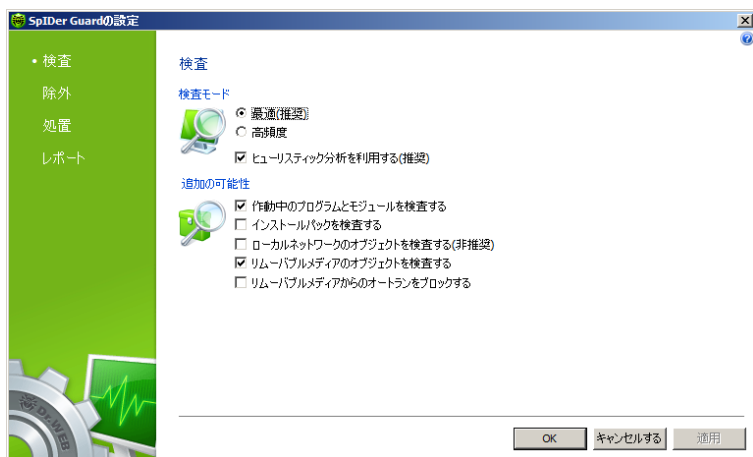 SpIDer Guardの設定
・検査
除外
処置
レポート
検査
検査モード
最適(推奨)
高頻度
ヒューリスティック分析を利用する(推奨)
追加の可能性
作動中のプログラムとモジュールを検査する
インストールパックを検査する
ローカルネットワークのオブジェクトを検査する(非推奨)
リムーバブルメディアのオブジェクトを検査する
リムーバブルメディアからのオートランをブロックする
Dr.WEB
OK
キャンセルする
適用